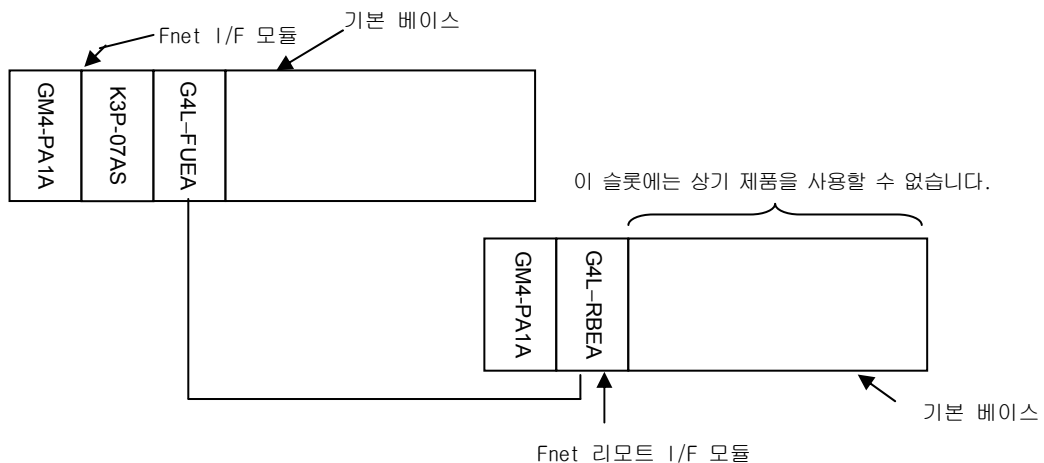 기본 베이스
Fnet I/F 모듈
GM4-PA1A
K3P-07AS
G4L-FUEA
이 슬롯에는 상기 제품을 사용할 수 없습니다.
GM4-PA1A
G4L-RBEA
기본 베이스
Fnet 리모트 I/F 모듈